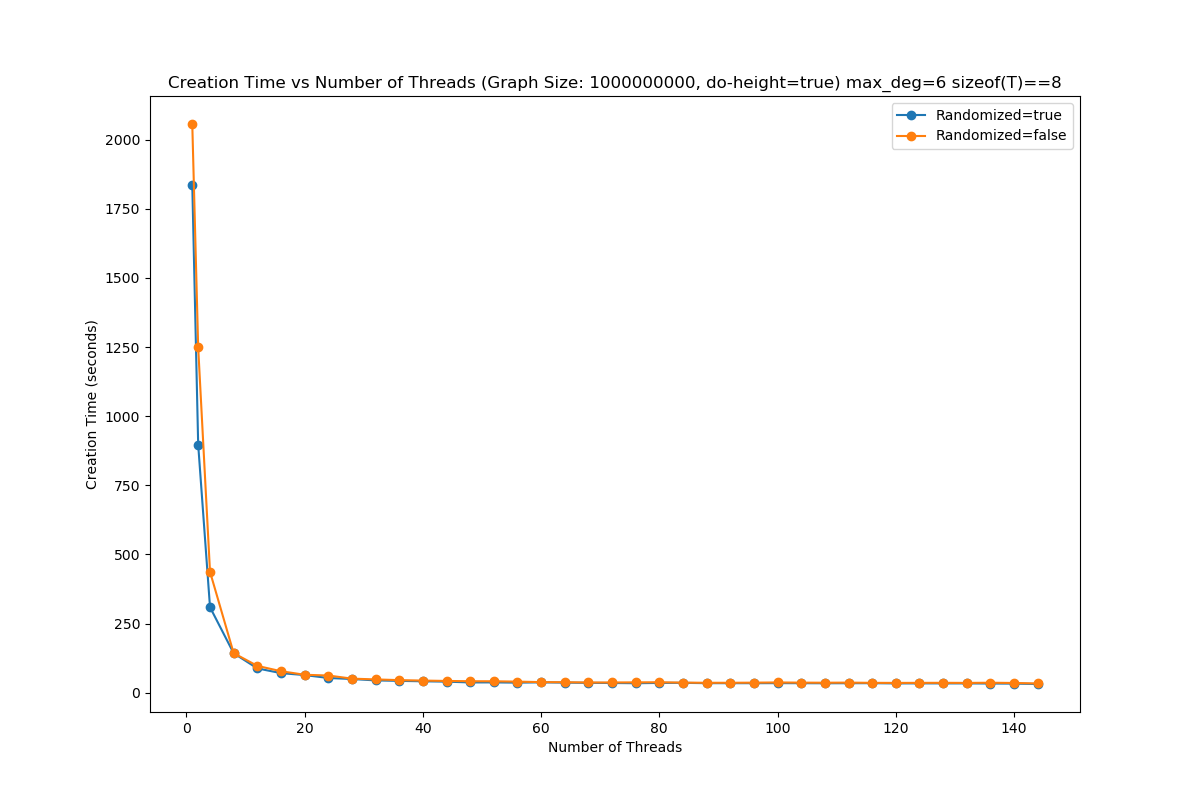 Creation Time vs Number of Threads (Graph Size: 1000000000, do-height=true) max_deg=6 sizeof(T)==8
Randomized=true
Randomized=false
Creation Time (seconds)
2000
1750
1500
1250
1000
750
500
250
0
0 20 40 60 80 100 120 140
Number of Threads